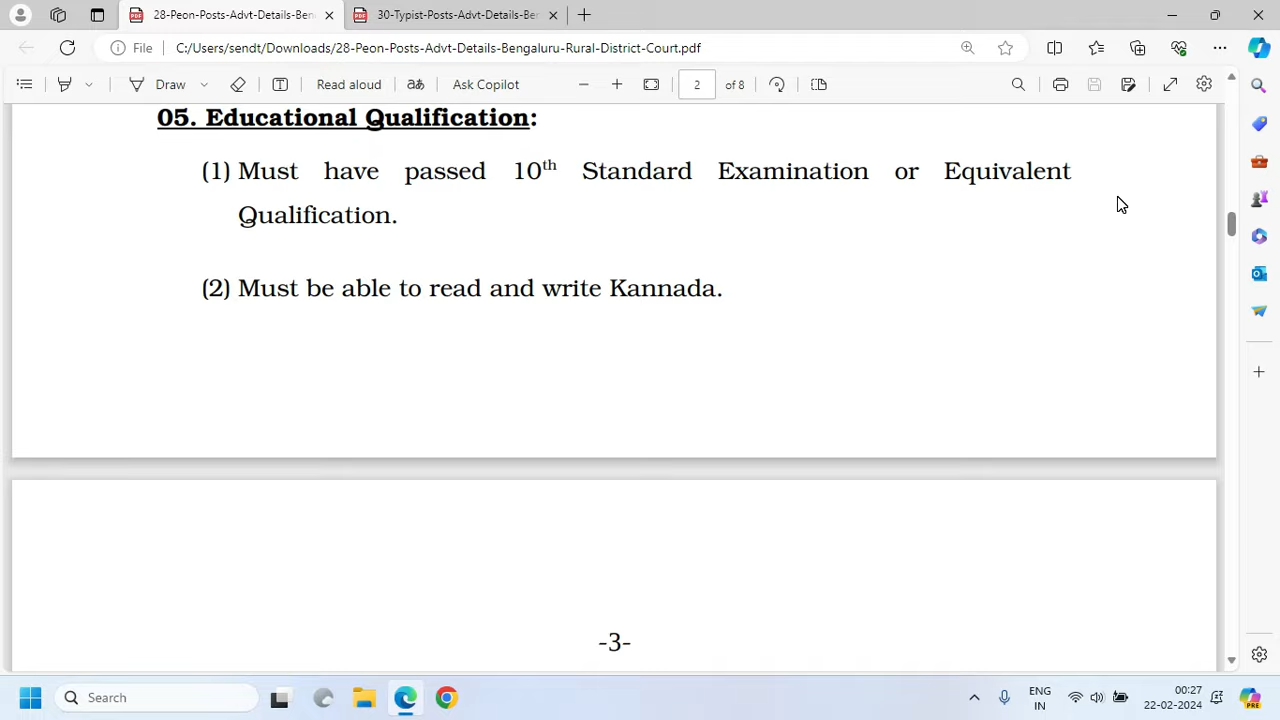 28-Peon-Posts-Advt-Details-Ben
30-Typist-Posts-Advt-Details-Ber
File C:/Users/sendt/Downloads/28-Peon-Posts-Advt-Details-Bengaluru-Rural-District-Court.pdf
Draw Read aloud aあ Ask Copilot 2 of 8
05. Educational Qualification:
(1) Must have passed 10th Standard Examination or Equivalent
Qualification.
(2) Must be able to read and write Kannada.
-3-
Search
ENG
IN
00:27
22-02-2024
PRE